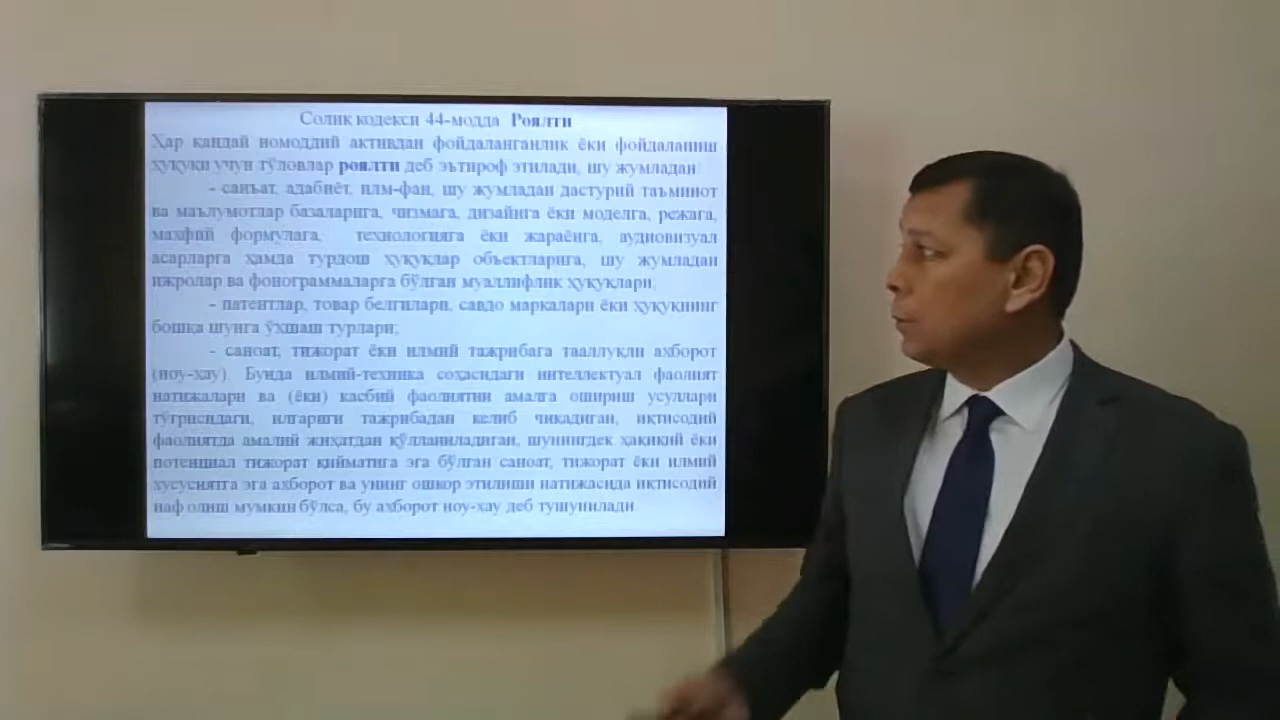 Солиқ кодекси 44-модда Роялти
Ҳар қандай номоддий активдан фойдаланганлик ёки фойдаланиш
ҳуқуқи учун тўловлар роялти деб эътироф этилади, шу жумладан
- санъат, адабиёт, илм-фан, шу жумладан дастурий таъминот
ва маълумотлар базаларига, чизмага, дизайнга ёки моделга, режага,
махфий формулага, технологияга ёки жараёнга, аудиовизуал
асарларга ҳамда турдош ҳуқуқлар объектларига, шу жумладан
ижролар ва фонограммаларга бўлган муаллифлик ҳуқуқлари;
- патентлар, товар белгилари, савдо маркалари ёки ҳуқуқнинг
бошқа шунга ўхшаш турлари;
- саноат, тижорат ёки илмий тажрибага тааллуқли ахборот
(ноу-хау). Бунда илмий-техника соҳасидаги интеллектуал фаолият
натижалари ва (ёки) касбий фаолиятни амалга ошириш усуллари
тўғрисидаги, илгариги тажрибадан келиб чиқадиган, иқтисодий
фаолиятда амалий жиҳатдан қўлланиладиган, шунингдек ҳақиқий ёки
потенциал тижорат қийматига эга бўлган саноат, тижорат ёки илмий
хусусиятга эга ахборот ва унинг ошкор этилиши натижасида иқтисодий
наф олиш мумкин бўлса, бу ахборот ноу-хау деб тушунилади